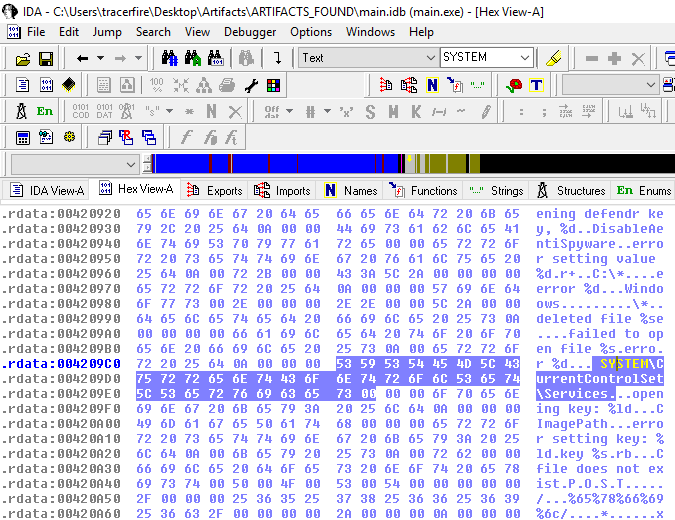 IDA - C:\Users\tracerfire\Desktop\Artifacts\ARTIFACTS_FOUND\main.idb (main.exe) - [Hex View-A]
File Edit Jump Search View Debugger Options Windows Help
Text SYSTEM
IDA View-A Hex View-A Exports Imports Names Functions Strings Structures En Enums
.rdata:00420920 65 6E 69 6E 67 20 64 65 66 65 6E 64 72 20 6B 65 ening defendr ke
.rdata:00420930 79 2C 20 25 64 0A 00 00 44 69 73 61 62 6C 65 41 y, %d..DisableA
.rdata:00420940 6E 74 69 53 70 79 77 61 72 65 00 00 65 72 72 6F entiSpyware..erro
.rdata:00420950 72 20 73 65 74 74 69 6E 67 20 76 61 6C 75 65 20 r setting value
.rdata:00420960 25 64 0A 00 72 2B 00 00 43 3A 5C 2A 00 00 00 00 %d.r+..C:\*....e
.rdata:00420970 65 72 72 6F 72 20 25 64 0A 00 00 00 57 69 6E 64 error %d...Windo
.rdata:00420980 6F 77 73 00 2E 00 00 00 2E 2E 00 00 5C 2A 00 00 ows.........\*..
.rdata:00420990 64 65 6C 65 74 65 64 20 66 69 6C 65 20 25 73 0A deleted file %se
.rdata:004209A0 00 00 00 00 66 61 69 6C 65 64 20 74 6F 20 6F 70 ....failed to op
.rdata:004209B0 65 6E 20 66 69 6C 65 20 25 73 0A 00 65 72 72 6F en file %s.erro.
.rdata:004209C0 72 20 25 64 0A 00 00 00 53 59 53 54 45 4D 5C 43 r %d... SYSTEM\C
.rdata:004209D0 75 72 72 65 6E 74 43 6F 6E 74 72 6F 6C 53 65 74 urrentControlSet
.rdata:004209E0 5C 53 65 72 76 69 63 65 73 00 00 00 6F 70 65 6E \Services...open
.rdata:004209F0 69 6E 67 20 6B 65 79 3A 20 25 6C 64 0A 00 00 00 ing key: %ld...C
.rdata:00420A00 49 6D 61 67 65 50 61 74 68 00 00 00 65 72 72 6F ImagePath...erro
.rdata:00420A10 72 20 73 65 74 74 69 6E 67 20 6B 65 79 3A 20 25 r setting key: %
.rdata:00420A20 6C 64 0A 00 6B 65 79 20 25 73 0A 00 72 62 00 00 ld.key %s.rb...C
.rdata:00420A30 66 69 6C 65 20 64 6F 65 73 20 6E 6F 74 20 65 78 file does not ex
.rdata:00420A40 69 73 74 00 50 00 4F 00 53 00 54 00 00 00 00 00 ist.P.O.S.T.....
.rdata:00420A50 2F 00 00 00 25 36 35 25 37 38 25 36 36 25 36 39 /...%65%78%66%69
.rdata:00420A60 25 36 63 2F 00 00 00 00 2A 00 00 00 0A 00 00 00 %6c/....*......x